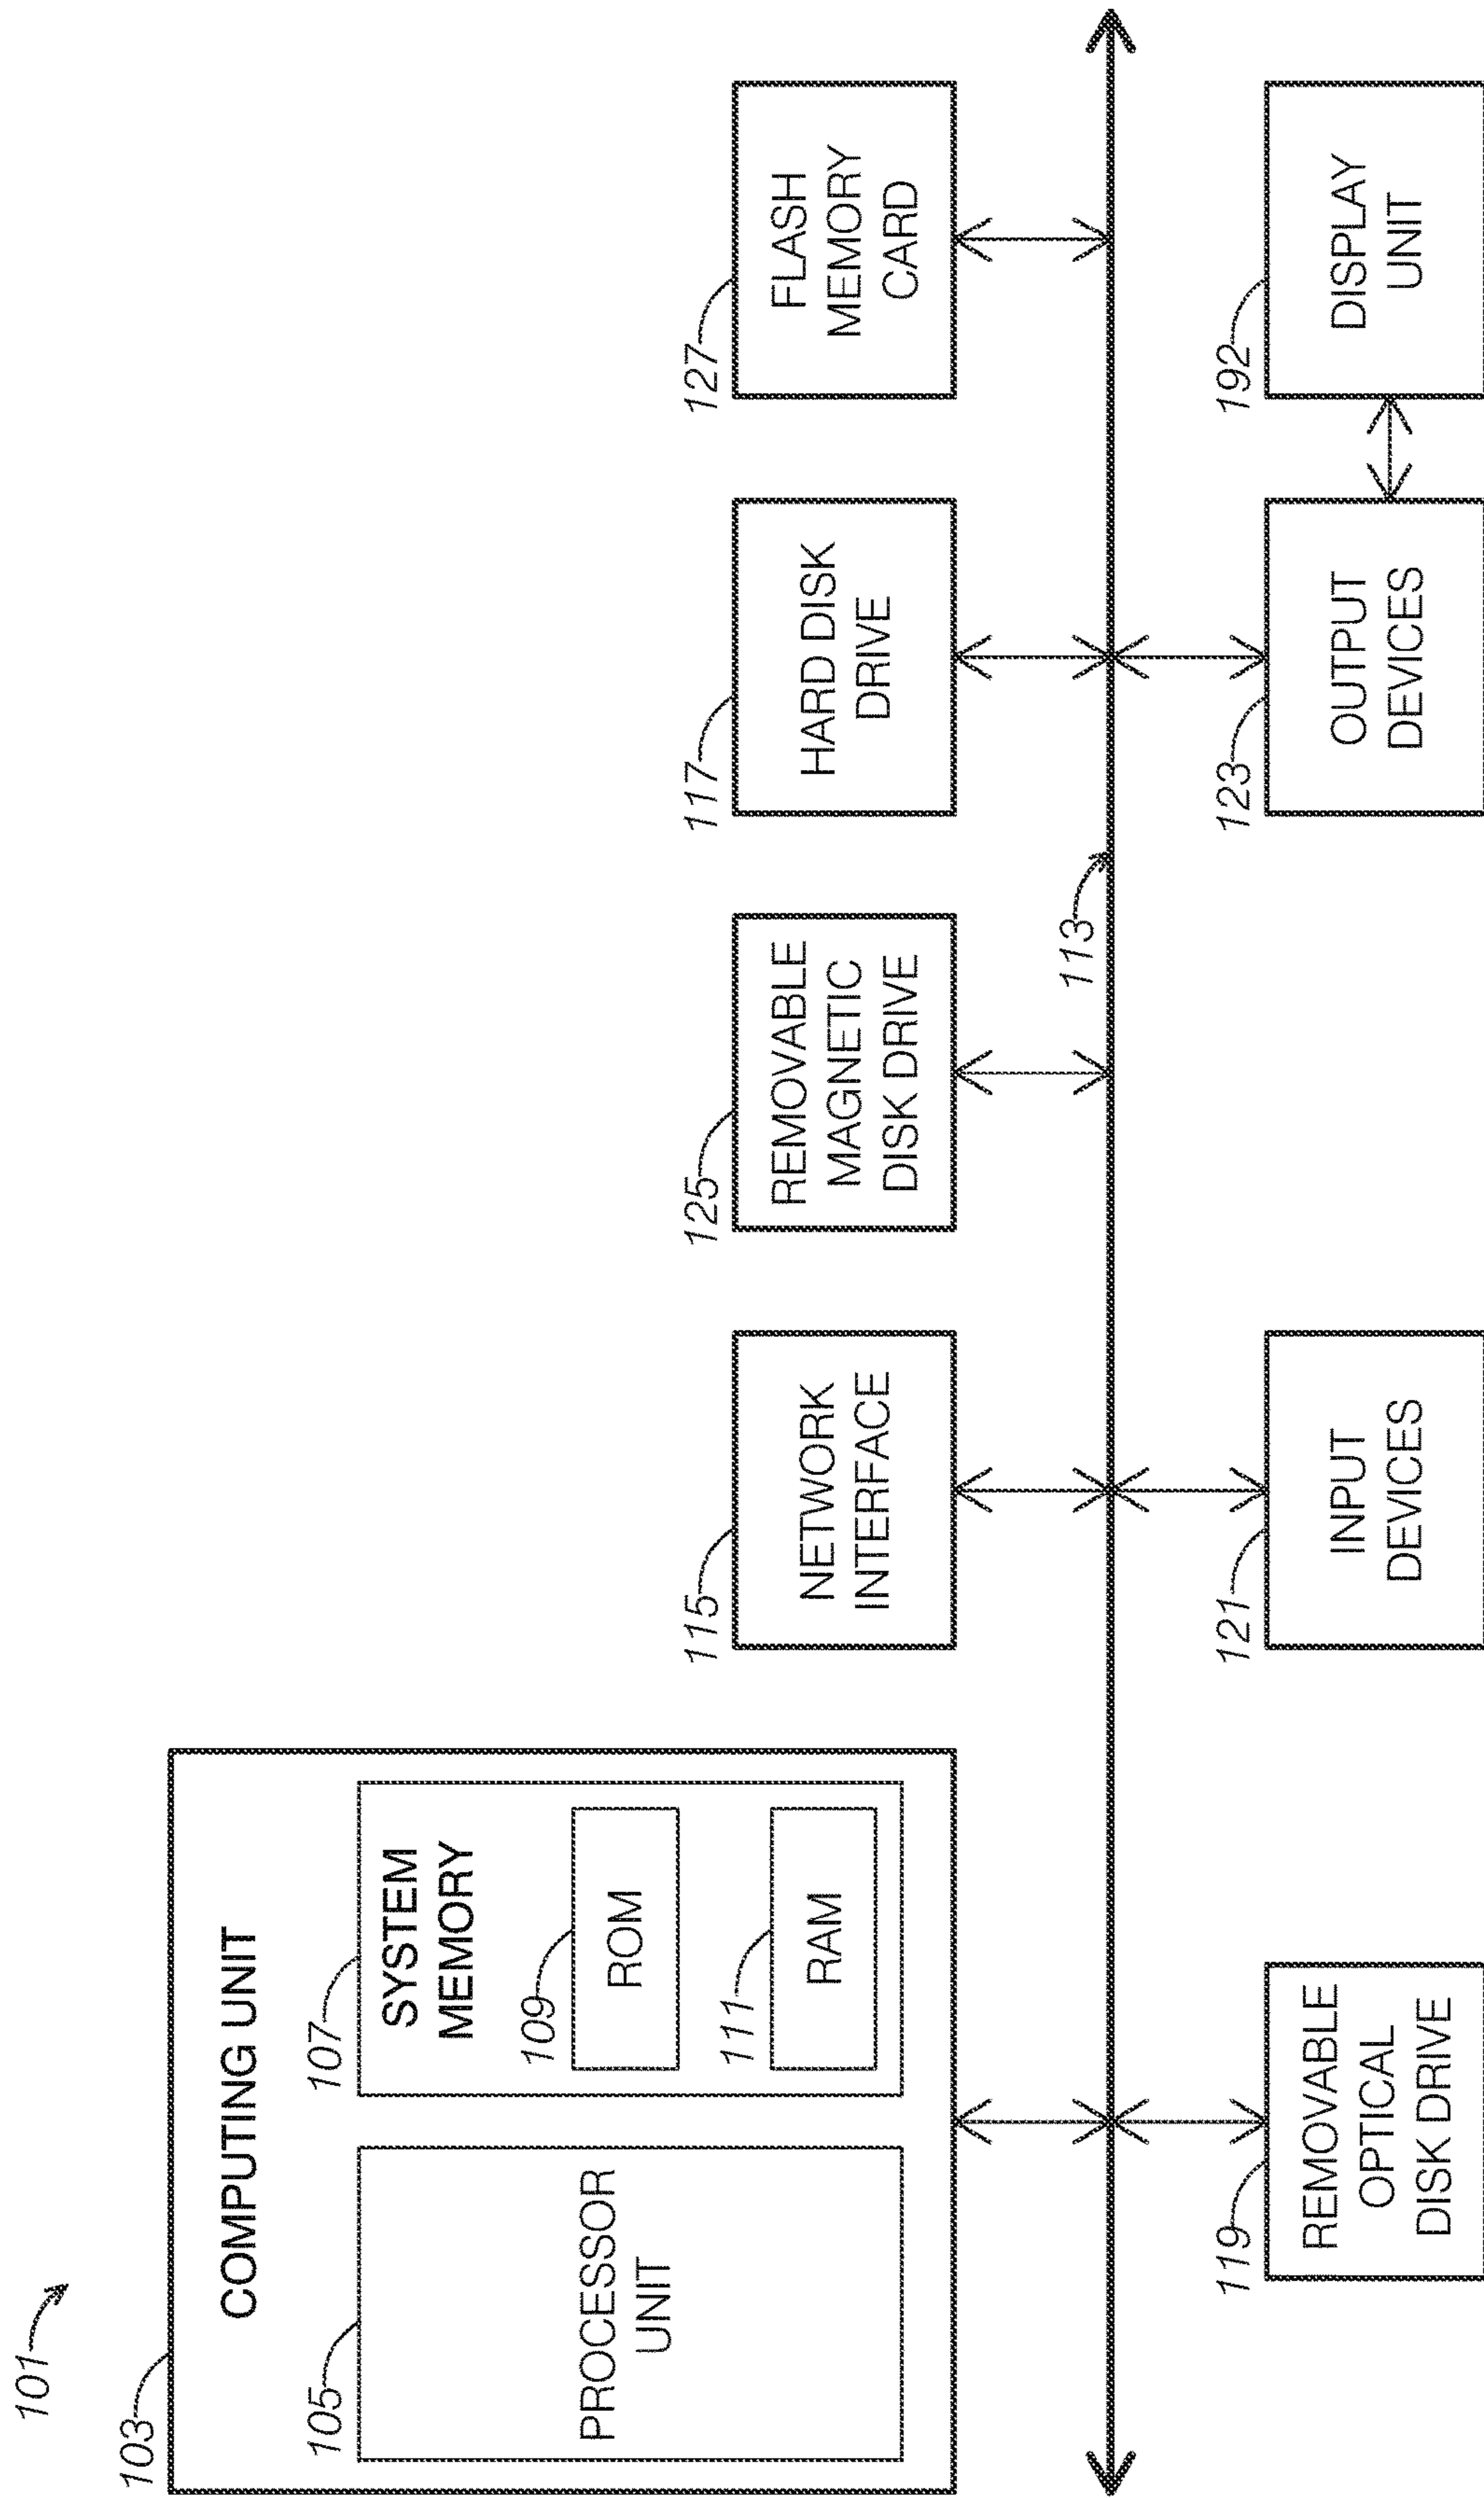 101
103
COMPUTING UNIT
105
PROCESSOR
UNIT
107
SYSTEM
MEMORY
109
ROM
111
RAM
115
NETWORK
INTERFACE
125
REMOVABLE
MAGNETIC
DISK DRIVE
117
HARD DISK
DRIVE
127
FLASH
MEMORY
CARD
113
119
REMOVABLE
OPTICAL
DISK DRIVE
121
INPUT
DEVICES
123
OUTPUT
DEVICES
192
DISPLAY
UNIT